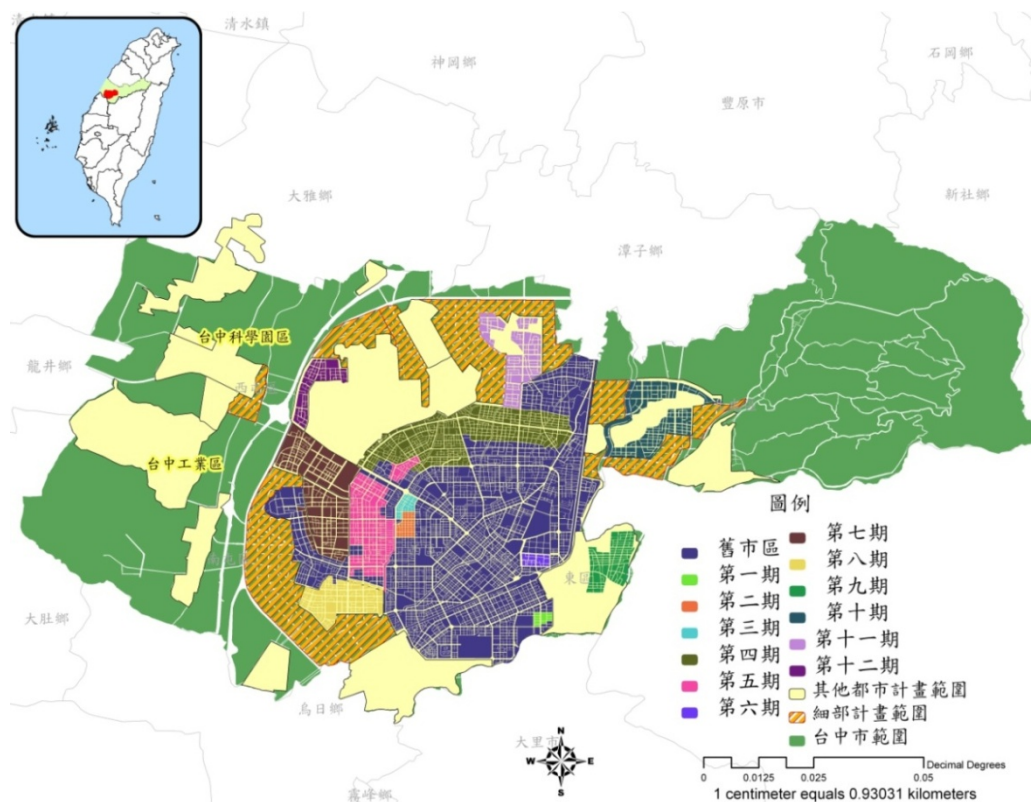 清水鎮
神岡鄉
石岡鄉
豐原市
大雅鄉
新社鄉
潭子鄉
台中科學園區
龍井鄉
台中工業區
東區
大肚鄉
烏日鄉
大里市
霧峰鄉
圖例
舊市區
第一期
第二期
第三期
第四期
第五期
第六期
第七期
第八期
第九期
第十期
第十一期
第十二期
其他都市計畫範圍
細部計畫範圍
台中市範圍
N
W E
S
Decimal Degrees
0 0.0125 0.025 0.05
1 centimeter equals 0.93031 kilometers